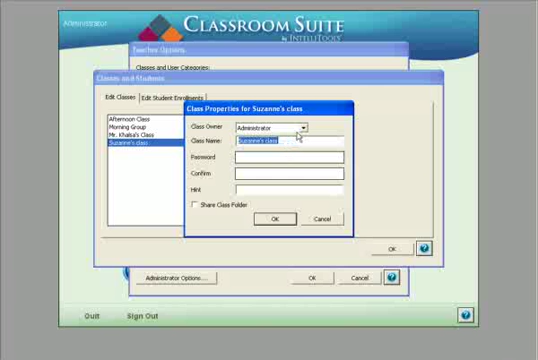 Administrator
CLASSROOM SUITE
by INTELLITOOLS
Teacher Options
Classes and User Categories:
Classes and Students
Edit Classes
Edit Student Enrollments
Afternoon Class
Morning Group
Mr. Khalsa's Class
Suzanne's class
Class Properties for Suzanne's class
Class Owner
Administrator
Class Name:
Suzanne's class
Password
Confirm
Hint
Share Class Folder
OK
Cancel
OK
?
Administrator Options...
OK
Cancel
?
Quit
Sign Out
?